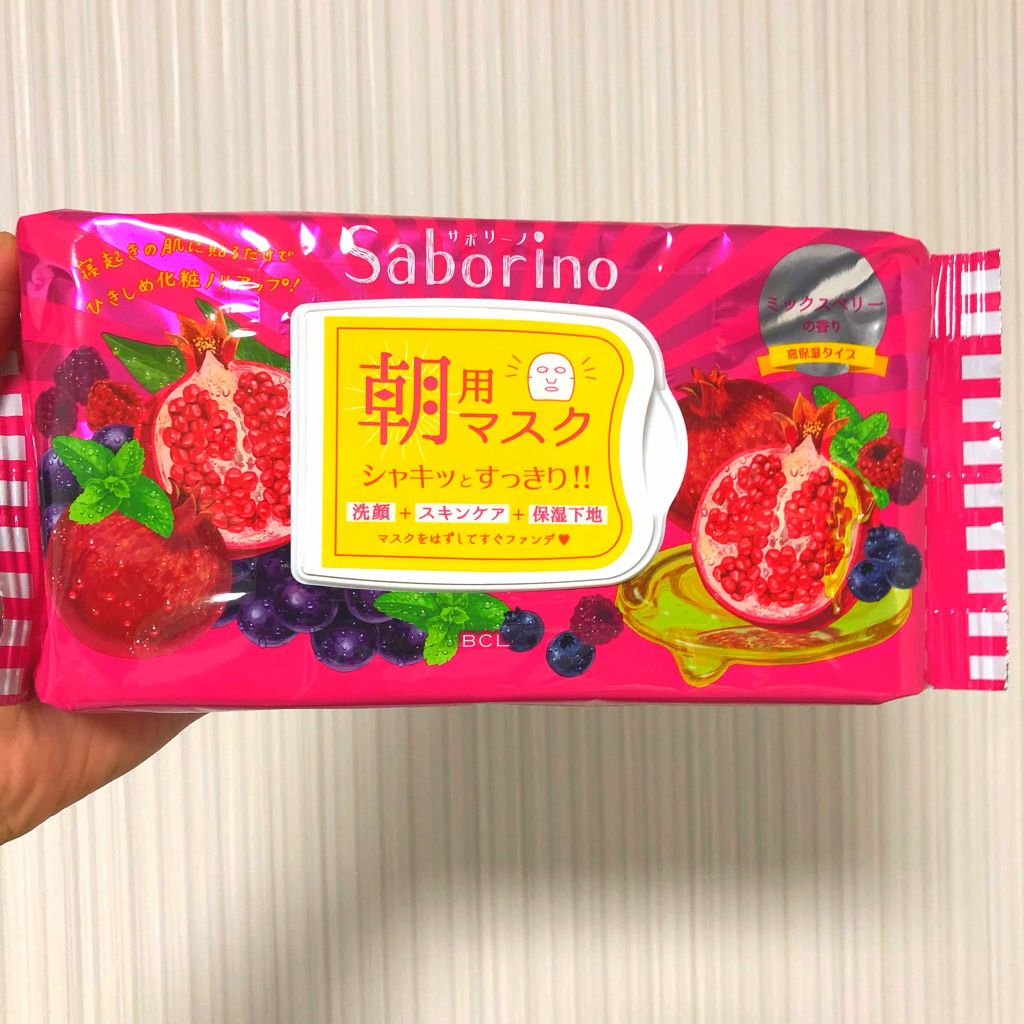 寝起きの肌に貼るだけで
ひきしめ化粧ノリアップ!
サボリーノ
Saborino
ミックスベリー
の香り
高保湿タイプ
朝用
マスク
シャキッとすっきり!!
洗顔+スキンケア+保湿下地
マスクをはずしてすぐファンデ♥
BCL